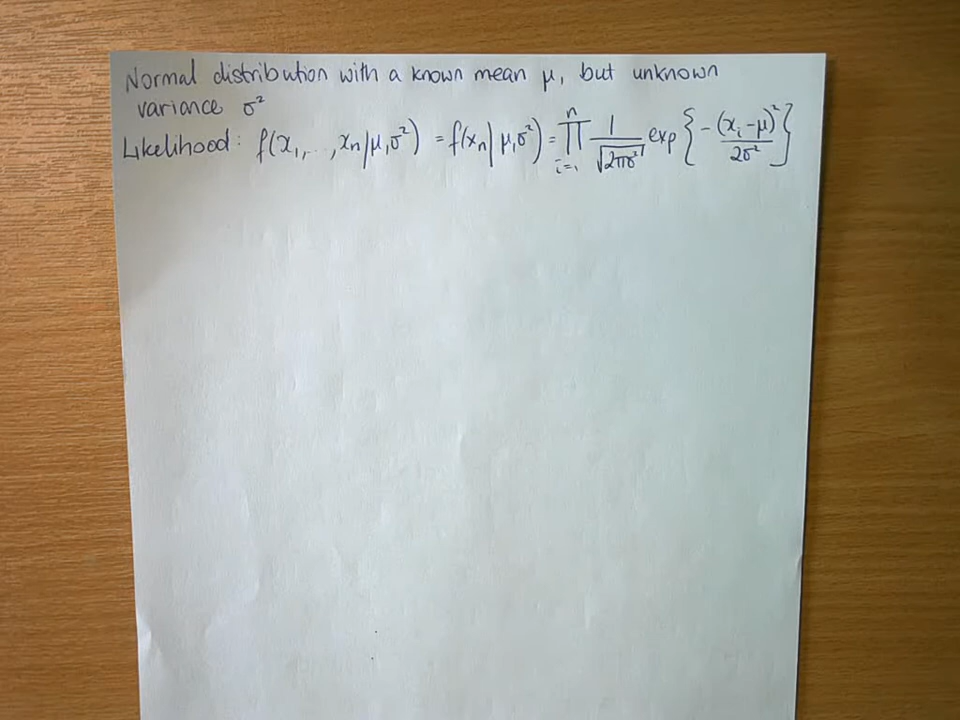 Normal distribution with a known mean μ, but unknown
variance σ²
Likelihood: f(x₁,..,xₙ|μ,σ²) = f(xₙ|μ,σ²) = ∏ᵢ₌₁ⁿ 1/√(2πσ²) exp{-(xᵢ-μ)²/2σ²}